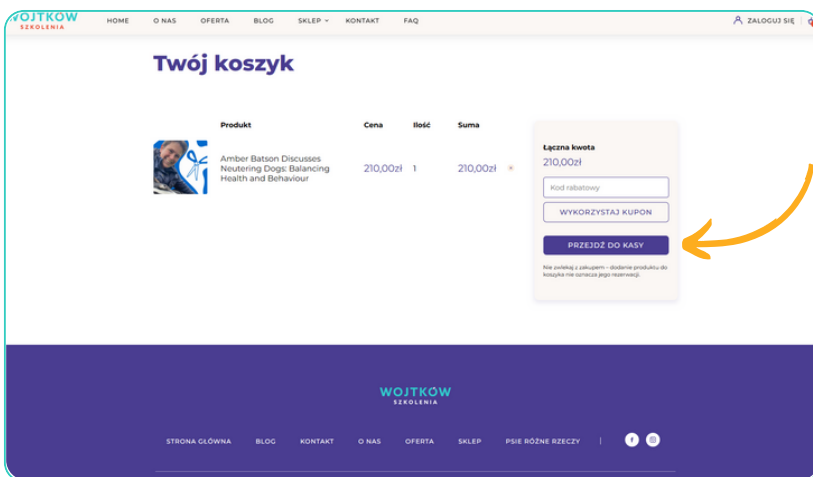 WOJTKÓW
SZKOLENIA
HOME O NAS OFERTA BLOG SKLEP KONTAKT FAQ
ZALOGUJ SIĘ
Twój koszyk
Produkt Cena Ilość Suma
Amber Batson Discusses
Neutering Dogs: Balancing
Health and Behaviour
210,00zł 1 210,00zł
Łączna kwota
210,00zł
Kod rabatowy
WYKORZYSTAJ KUPON
PRZEJDŹ DO KASY
Nie zwlekaj z zakupem – dodanie produktu do
koszyka nie oznacza jego rezerwacji.
WOJTKÓW
SZKOLENIA
STRONA GŁÓWNA BLOG KONTAKT O NAS OFERTA SKLEP PSIE RÓŻNE RZECZY |